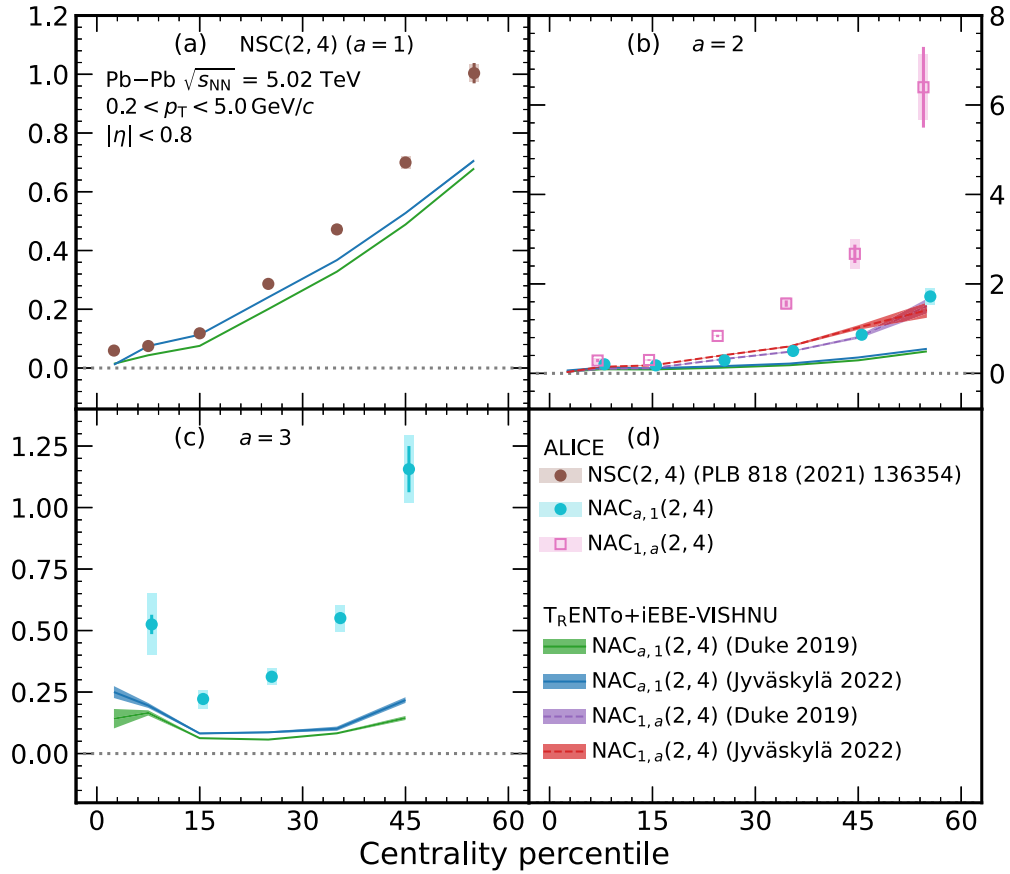 (a) NSC(2, 4) (a = 1)
Pb−Pb √sNN = 5.02 TeV
0.2 < pT < 5.0 GeV/c
|η| < 0.8
1.2
1.0
0.8
0.6
0.4
0.2
0.0
(b) a = 2
8
6
4
2
0
(c) a = 3
1.25
1.00
0.75
0.50
0.25
0.00
(d)
ALICE
NSC(2, 4) (PLB 818 (2021) 136354)
NACa, 1(2, 4)
NAC1, a(2, 4)
TRENTo+iEBE-VISHNU
NACa, 1(2, 4) (Duke 2019)
NACa, 1(2, 4) (Jyväskylä 2022)
NAC1, a(2, 4) (Duke 2019)
NAC1, a(2, 4) (Jyväskylä 2022)
0 15 30 45 0 15 30 45 60
Centrality percentile